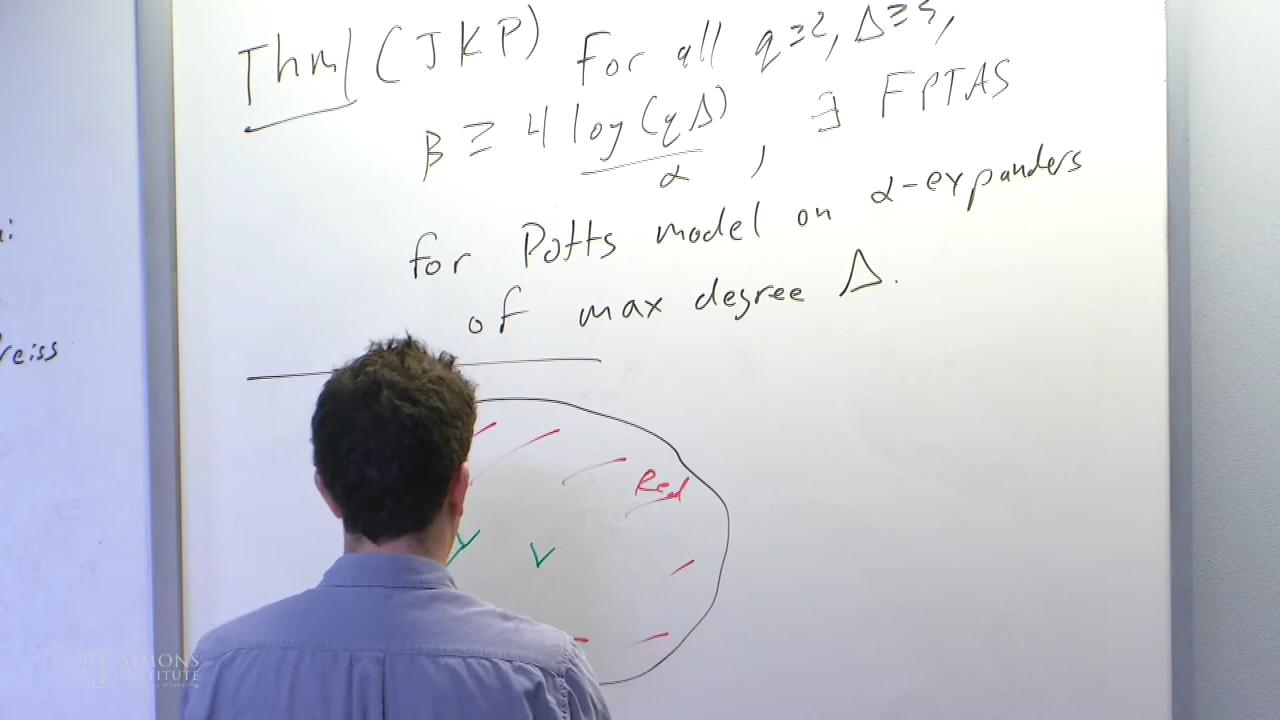 Thm/ (JKP) For all q≥2, Δ≥3,
β ≥ 4 log(qΔ)/α , ∃ FPTAS
for Potts model on α-expanders
of max degree Δ.
Red
V
SIMONS
INSTITUTE